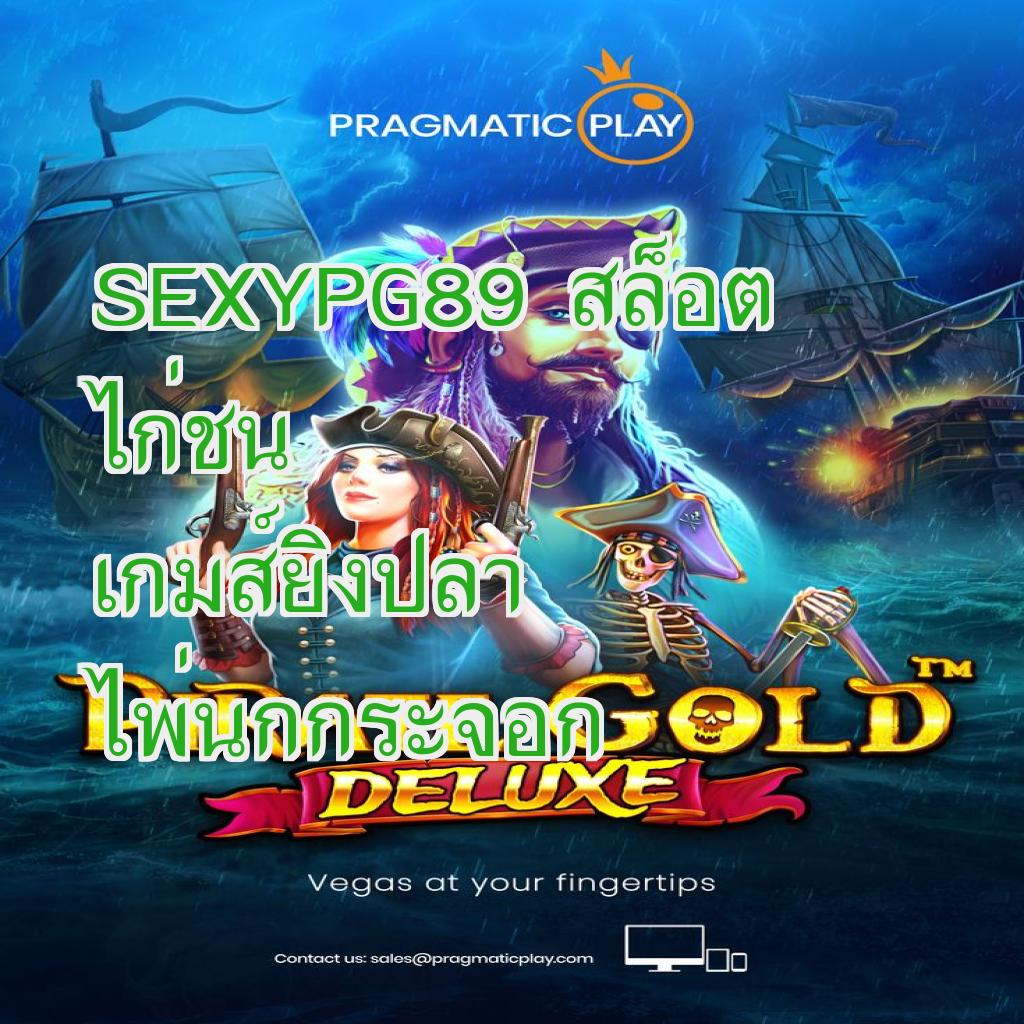 PRAGMATIC PLAY
SEXYPG89 สล็อต
ไก่ชน
เกมส์ยิงปลา
ไพ่นกกระจอก
PIRATE GOLD™
DELUXE
Vegas at your fingertips
Contact us: sales@pragmaticplay.com